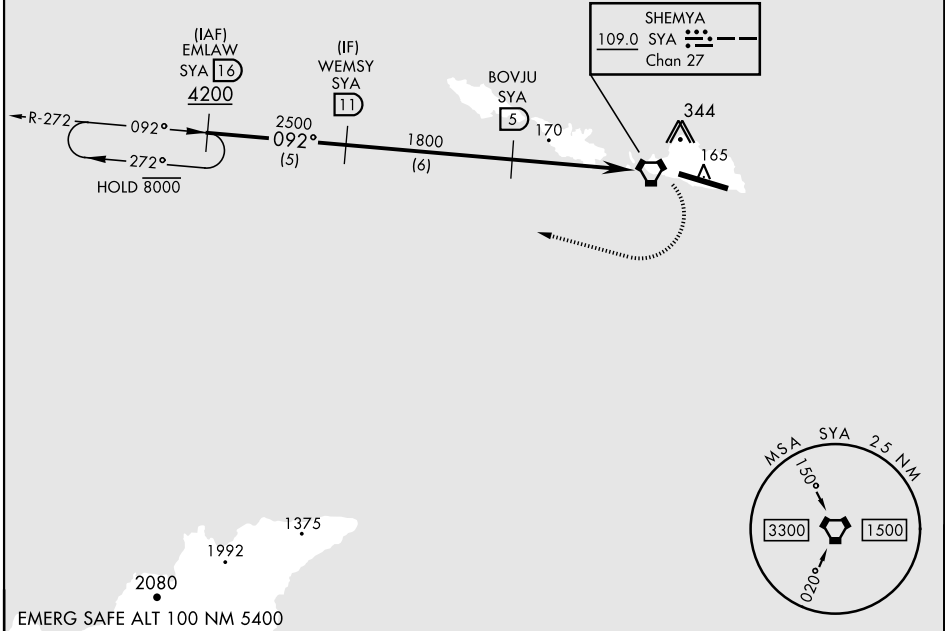 SHEMYA
109.0 SYA
Chan 27
(IAF)
EMLAW
SYA 16
4200
(IF)
WEMSY
SYA
11
BOVJU
SYA
5
170
344
165
R-272
092°
272°
HOLD 8000
2500
092°
(5)
1800
(6)
MSA SYA 25 NM
150°
3300
1500
020°
1375
1992
2080
EMERG SAFE ALT 100 NM 5400